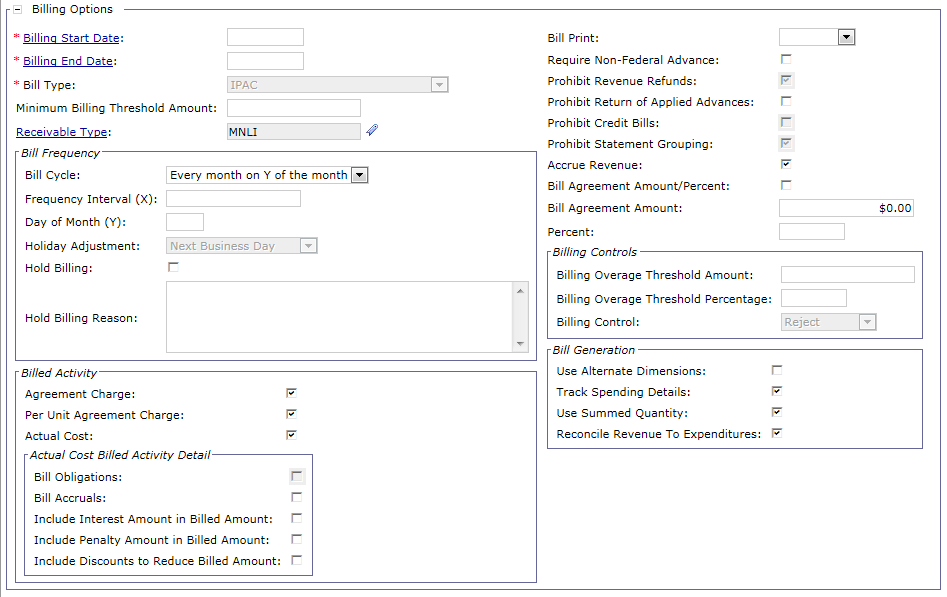 Billing Options
* Billing Start Date:
* Billing End Date:
* Bill Type: IPAC
Minimum Billing Threshold Amount:
Receivable Type: MNLI
Bill Frequency
Bill Cycle: Every month on Y of the month
Frequency Interval (X):
Day of Month (Y):
Holiday Adjustment: Next Business Day
Hold Billing:
Hold Billing Reason:
Billed Activity
Agreement Charge:
Per Unit Agreement Charge:
Actual Cost:
Actual Cost Billed Activity Detail
Bill Obligations:
Bill Accruals:
Include Interest Amount in Billed Amount:
Include Penalty Amount in Billed Amount:
Include Discounts to Reduce Billed Amount:
Bill Print:
Require Non-Federal Advance:
Prohibit Revenue Refunds:
Prohibit Return of Applied Advances:
Prohibit Credit Bills:
Prohibit Statement Grouping:
Accrue Revenue:
Bill Agreement Amount/Percent:
Bill Agreement Amount: $0.00
Percent:
Billing Controls
Billing Overage Threshold Amount:
Billing Overage Threshold Percentage:
Billing Control: Reject
Bill Generation
Use Alternate Dimensions:
Track Spending Details:
Use Summed Quantity:
Reconcile Revenue To Expenditures: